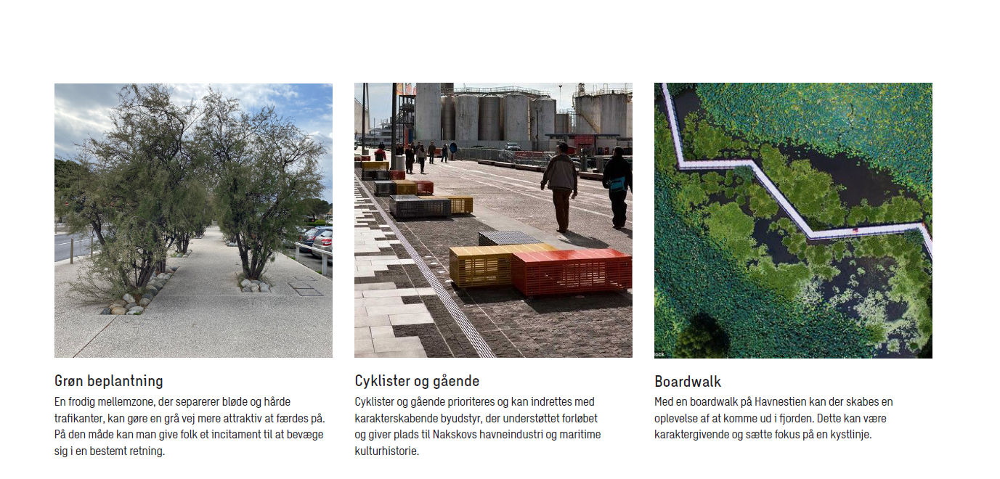 Grøn beplantning
En frodig mellemzone, der separerer bløde og hårde
trafikanter, kan gøre en grå vej mere attraktiv at færdes på.
På den måde kan man give folk et incitament til at bevæge
sig i en bestemt retning.
Cyklister og gående
Cyklister og gående prioriteres og kan indrettes med
karakterskabende byudstyr, der understøttet forløbet
og giver plads til Nakskovs havneindustri og maritime
kulturhistorie.
Boardwalk
Med en boardwalk på Havnestien kan der skabes en
oplevelse af at komme ud i fjorden. Dette kan være
karaktergivende og sætte fokus på en kystlinje.